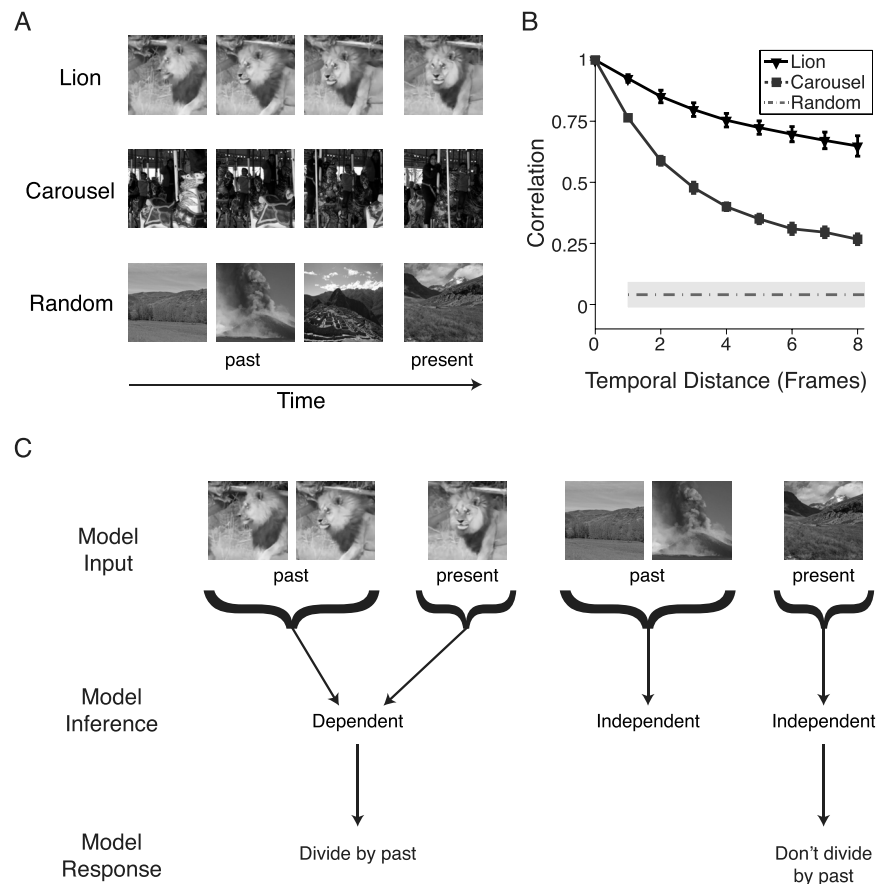 A
Lion
Carousel
Random
past
present
Time
B
Lion
Carousel
Random
1
0.75
0.5
0.25
0
Correlation
0 2 4 6 8
Temporal Distance (Frames)
C
Model
Input
past
present
past
present
Model
Inference
Dependent
Independent
Independent
Model
Response
Divide by past
Don't divide
by past